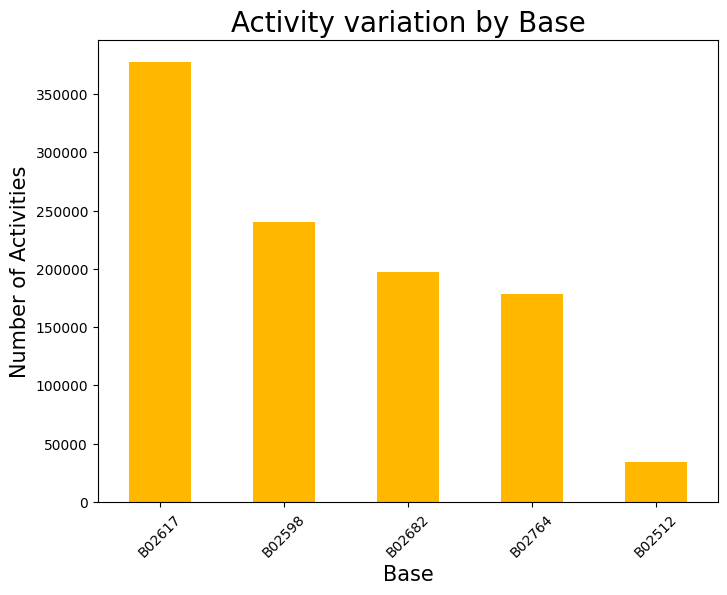 Activity variation by Base
Number of Activities
350000
300000
250000
200000
150000
100000
50000
0
B02617
B02598
B02682
B02764
B02512
Base